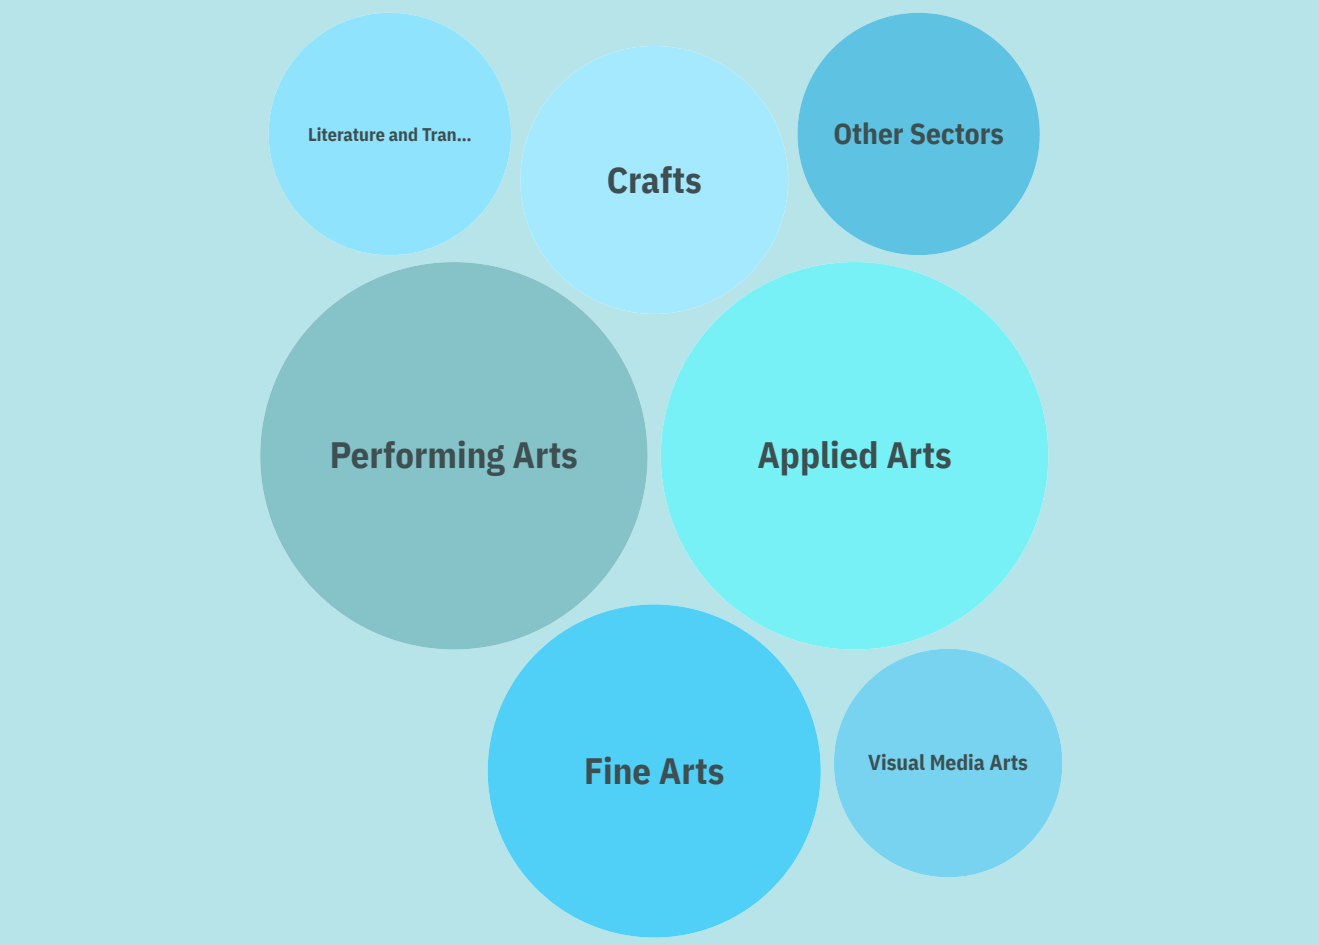 Literature and Tran...
Crafts
Other Sectors
Performing Arts
Applied Arts
Fine Arts
Visual Media Arts